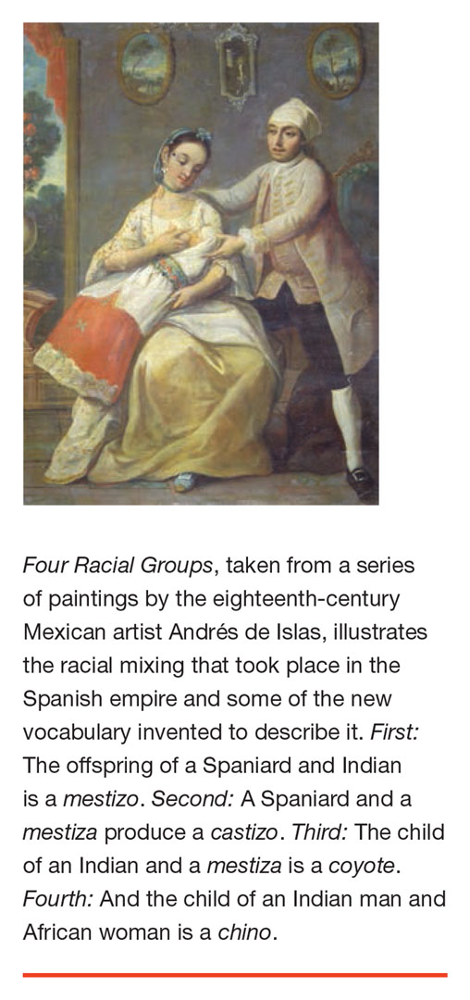 Four Racial Groups, taken from a series
of paintings by the eighteenth-century
Mexican artist Andrés de Islas, illustrates
the racial mixing that took place in the
Spanish empire and some of the new
vocabulary invented to describe it. First:
The offspring of a Spaniard and Indian
is a mestizo. Second: A Spaniard and a
mestiza produce a castizo. Third: The child
of an Indian and a mestiza is a coyote.
Fourth: And the child of an Indian man and
African woman is a chino.